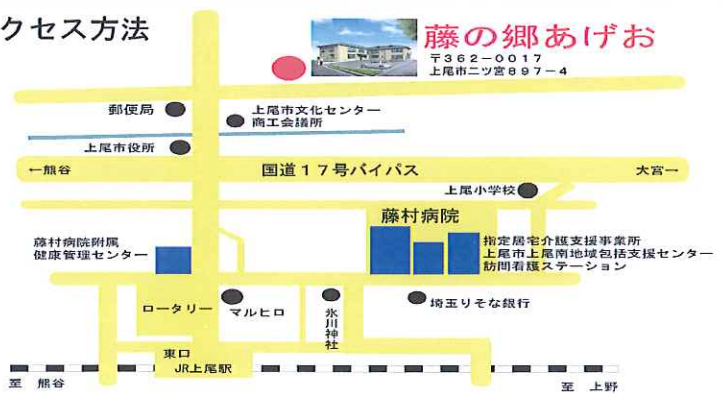 クセス方法
藤の郷あげお
〒362-0017
上尾市二ツ宮897-4
郵便局
上尾市文化センター
商工会議所
上尾市役所
←熊谷
国道17号バイパス
大宮→
上尾小学校
藤村病院
藤村病院附属
健康管理センター
指定居宅介護支援事業所
上尾市上尾南地域包括支援センター
訪問看護ステーション
ロータリー
マルヒロ
氷川神社
埼玉りそな銀行
東口
JR上尾駅
至 熊谷
至 上野